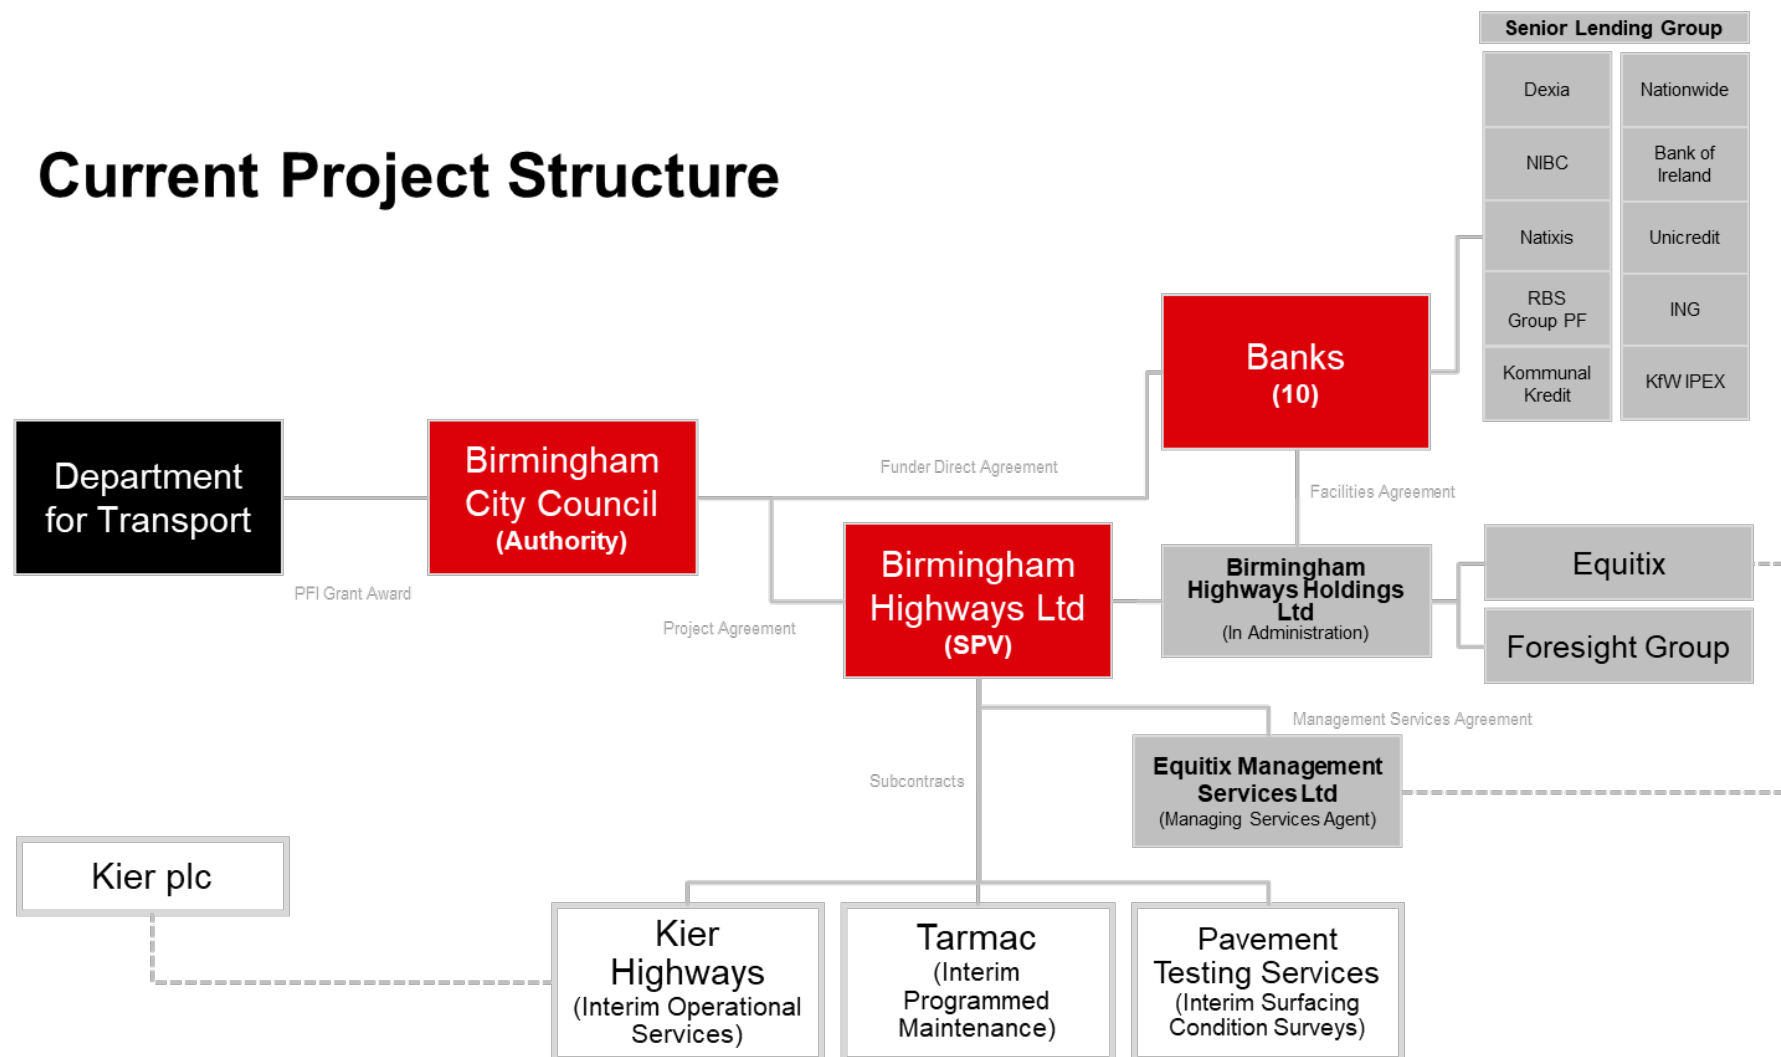 Current Project Structure
Senior Lending Group
Dexia
Nationwide
NIBC
Bank of
Ireland
Natixis
Unicredit
RBS
Group PF
ING
Kommunal
Kredit
KfW IPEX
Banks
(10)
Department
for Transport
Birmingham
City Council
(Authority)
Funder Direct Agreement
Facilities Agreement
PFI Grant Award
Project Agreement
Birmingham
Highways Ltd
(SPV)
Birmingham
Highways Holdings
Ltd
(In Administration)
Equitix
Foresight Group
Management Services Agreement
Subcontracts
Equitix Management
Services Ltd
(Managing Services Agent)
Kier plc
Kier
Highways
(Interim Operational
Services)
Tarmac
(Interim
Programmed
Maintenance)
Pavement
Testing Services
(Interim Surfacing
Condition Surveys)